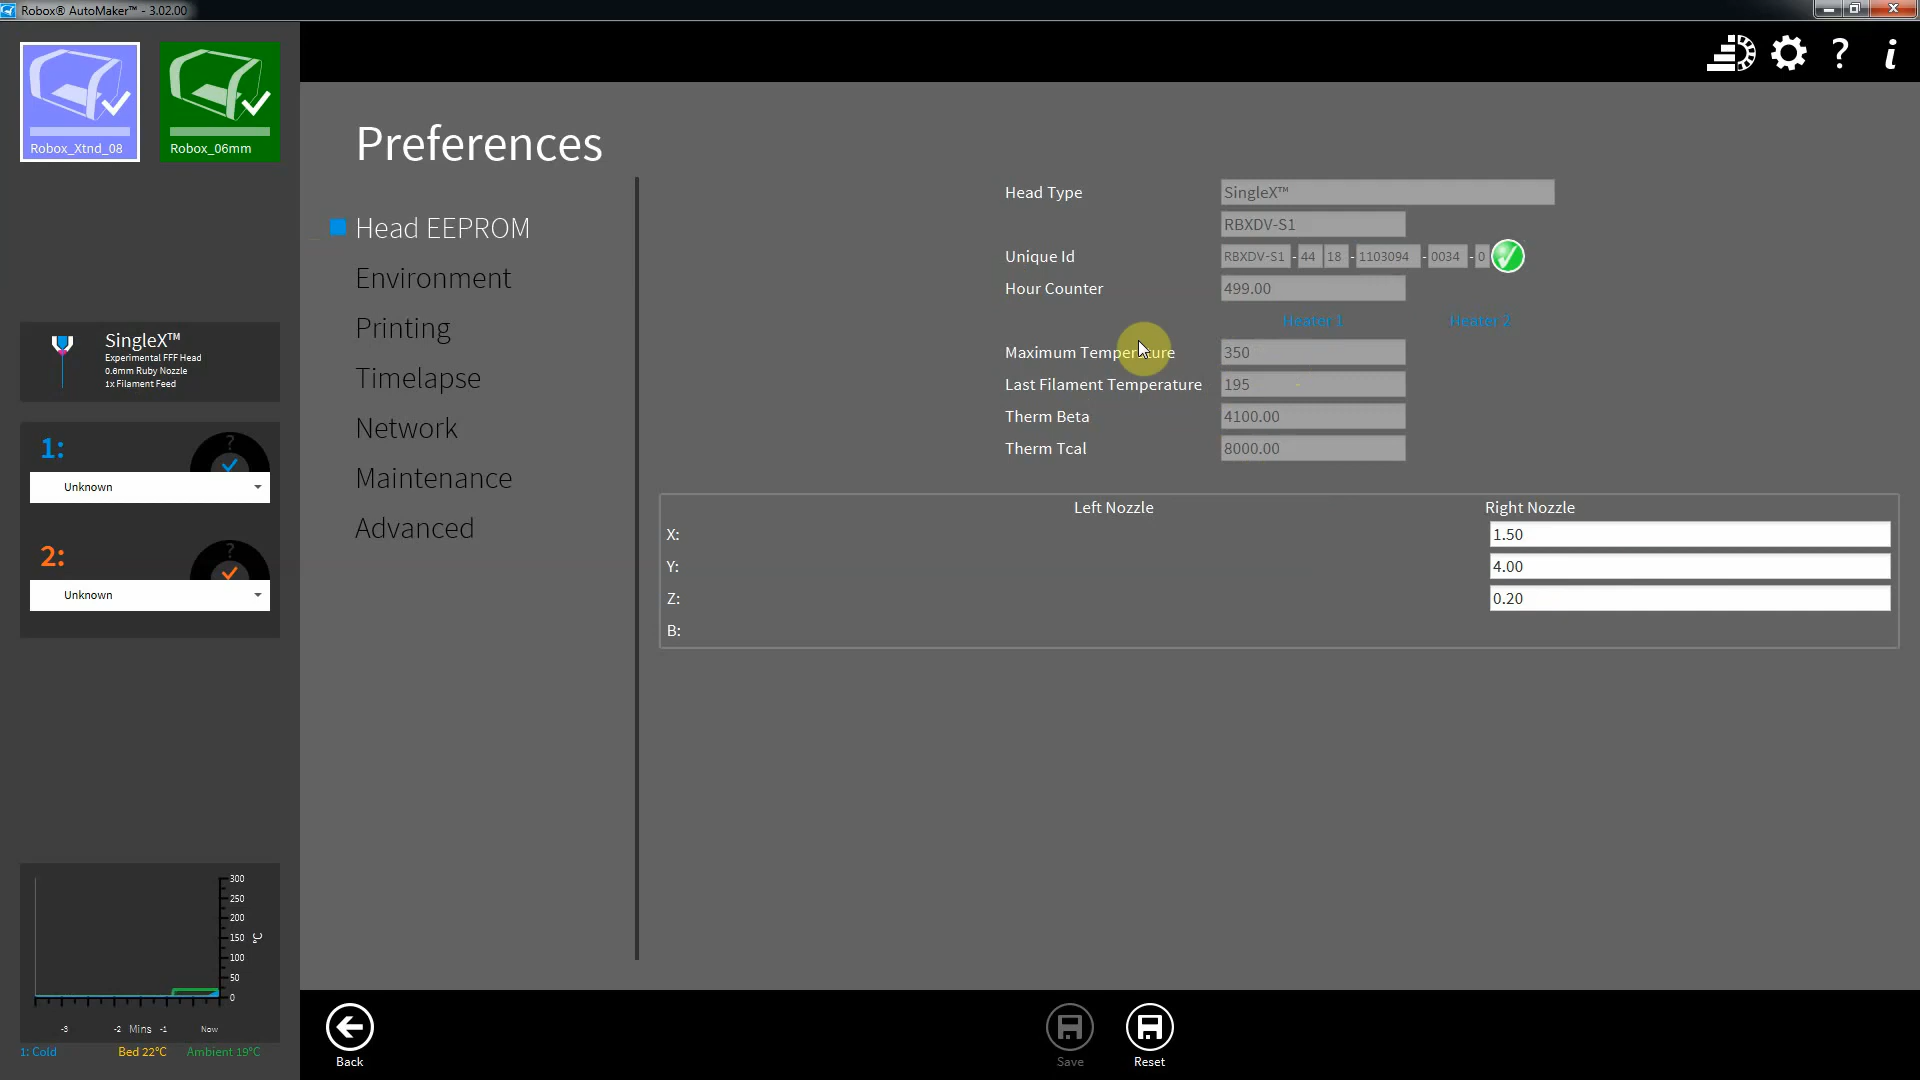 Robox® AutoMaker™ - 3.02.00
Robox_Xtnd_08
Robox_06mm
? i
Preferences
Head EEPROM
Environment
Printing
Timelapse
Network
Maintenance
Advanced
SingleX™
Experimental FFF Head
0.6mm Ruby Nozzle
1x Filament Feed
1:
?
Unknown
2:
?
Unknown
300
250
200
150
100
50
0
°C
-3 -2 Mins -1 Now
1: Cold Bed 22°C Ambient 19°C
Head Type SingleX™
RBXDV-S1
Unique Id RBXDV-S1 - 44 18 - 1103094 - 0034 - 0
Hour Counter 499.00
Heater 1 Heater 2
Maximum Temperature 350
Last Filament Temperature 195
Therm Beta 4100.00
Therm Tcal 8000.00
Left Nozzle Right Nozzle
X: 1.50
Y: 4.00
Z: 0.20
B:
Back
Save
Reset